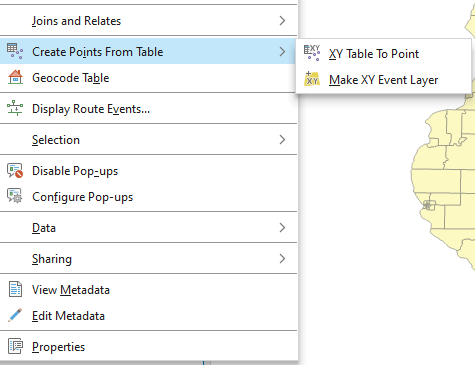 Joins and Relates
Create Points From Table
XY Table To Point
Make XY Event Layer
Geocode Table
Display Route Events...
Selection
Disable Pop-ups
Configure Pop-ups
Data
Sharing
View Metadata
Edit Metadata
Properties